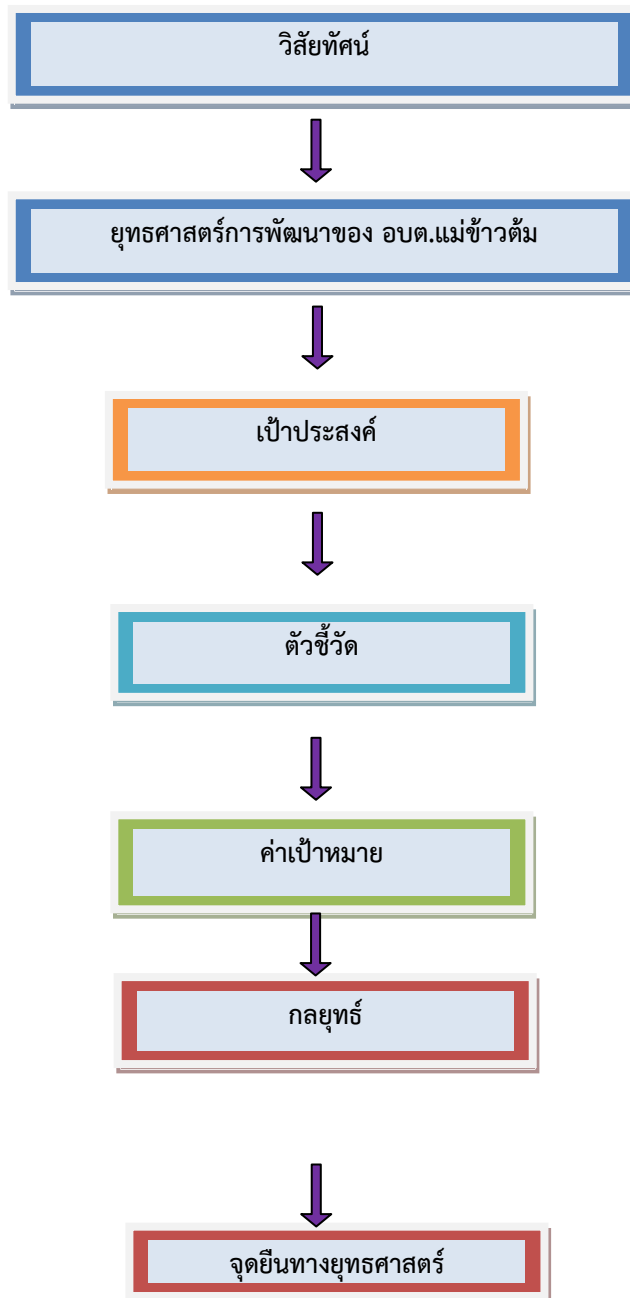 วิสัยทัศน์
ยุทธศาสตร์การพัฒนาของ อบต.แม่ข้าวต้ม
เป้าประสงค์
ตัวชี้วัด
ค่าเป้าหมาย
กลยุทธ์
จุดยืนทางยุทธศาสตร์